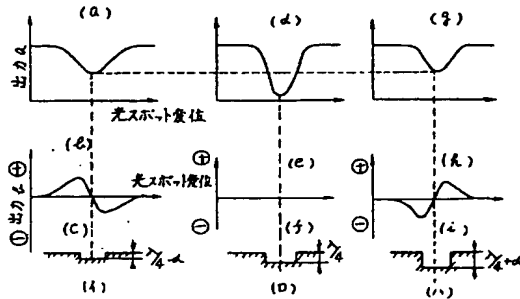 (a)
(d)
(g)
出力a
光スポット変位
(b)
(e)
(h)
⊕
出力b
⊖
光スポット変位
⊕
⊖
⊕
⊖
(c)
(f)
(i)
λ/4-α
λ/4
λ/4+α
(イ)
(ロ)
(ハ)